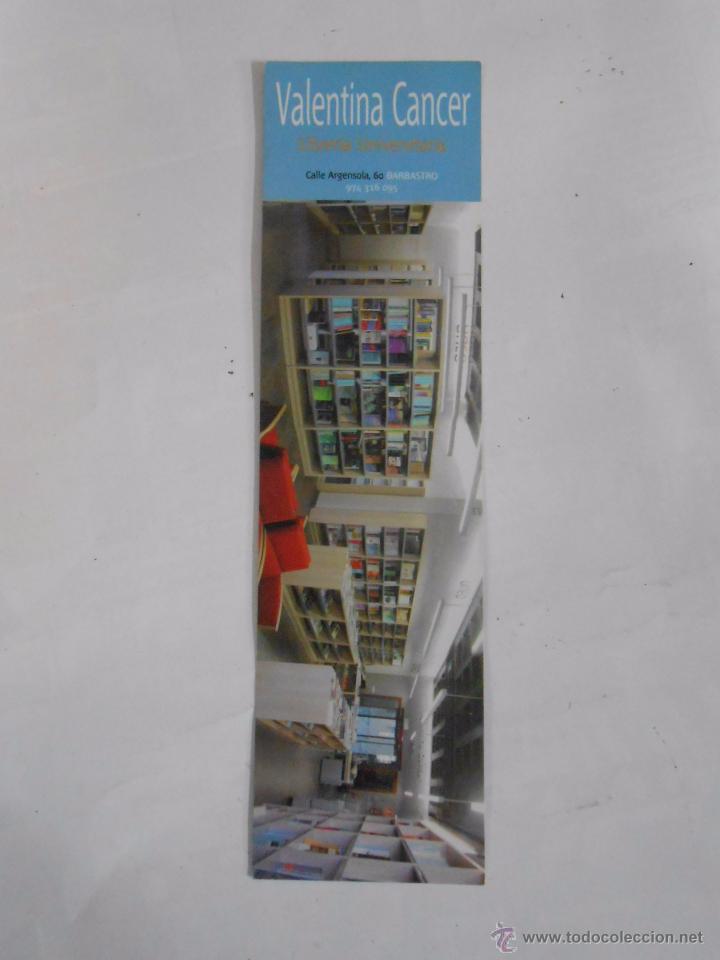 Valentina Cancer
Librería Universitaria
Calle Argensola, 60 BARBASTRO
974 316 095
www.todocoleccion.net